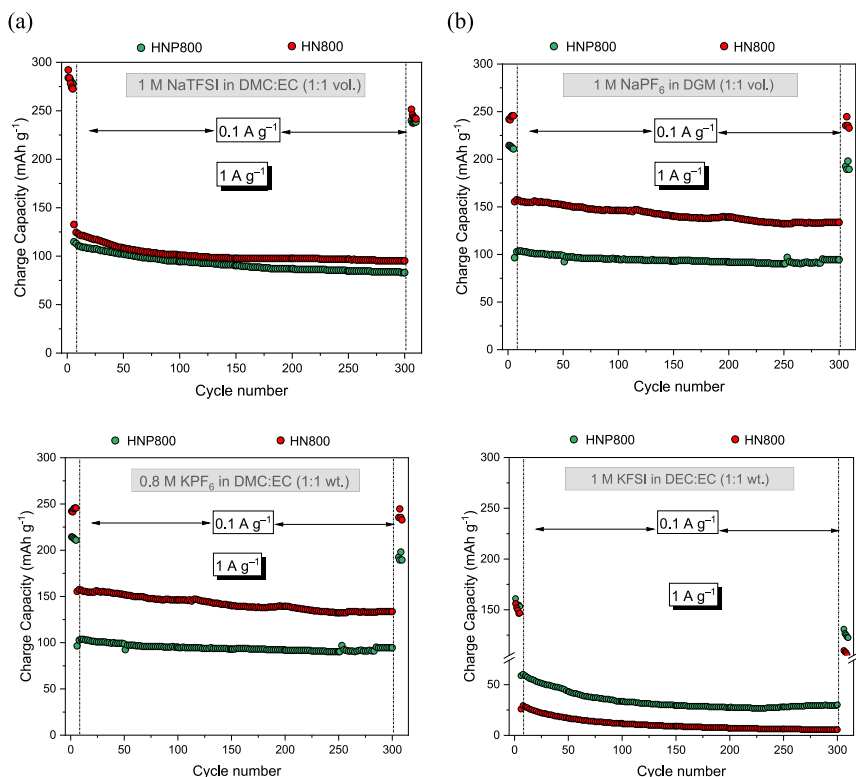 (a)
HNP800 HN800
1 M NaTFSI in DMC:EC (1:1 vol.)
0.1 A g⁻¹
1 A g⁻¹
Charge Capacity (mAh g⁻¹)
300
250
200
150
100
50
0
0 50 100 150 200 250 300
Cycle number
(b)
HNP800 HN800
1 M NaPF₆ in DGM (1:1 vol.)
0.1 A g⁻¹
1 A g⁻¹
Charge Capacity (mAh g⁻¹)
300
250
200
150
100
50
0
0 50 100 150 200 250 300
Cycle number
HNP800 HN800
0.8 M KPF₆ in DMC:EC (1:1 wt.)
0.1 A g⁻¹
1 A g⁻¹
Charge Capacity (mAh g⁻¹)
300
250
200
150
100
50
0
0 50 100 150 200 250 300
Cycle number
HNP800 HN800
1 M KFSI in DEC:EC (1:1 wt.)
0.1 A g⁻¹
1 A g⁻¹
Charge Capacity (mAh g⁻¹)
300
250
200
150
50
0
0 50 100 150 200 250 300
Cycle number